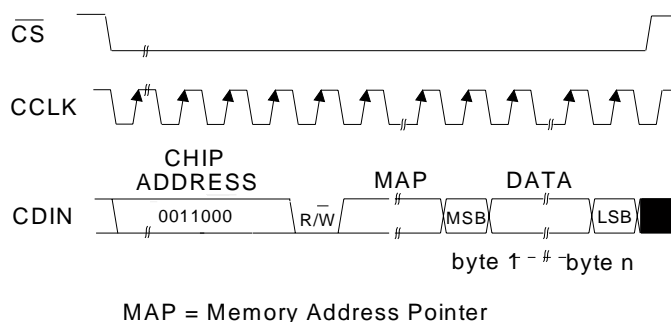 CS
CCLK
CHIP
ADDRESS
MAP
DATA
CDIN
0011000
R/W
MSB
LSB
byte 1
byte n
MAP = Memory Address Pointer